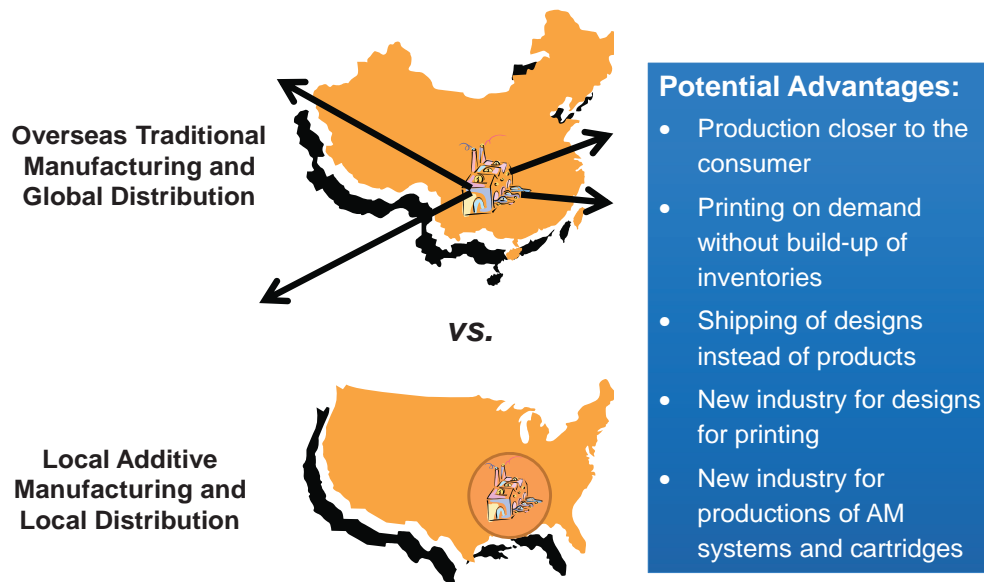 Overseas Traditional
Manufacturing and
Global Distribution
vs.
Local Additive
Manufacturing and
Local Distribution
Potential Advantages:
• Production closer to the
consumer
• Printing on demand
without build-up of
inventories
• Shipping of designs
instead of products
• New industry for designs
for printing
• New industry for
productions of AM
systems and cartridges